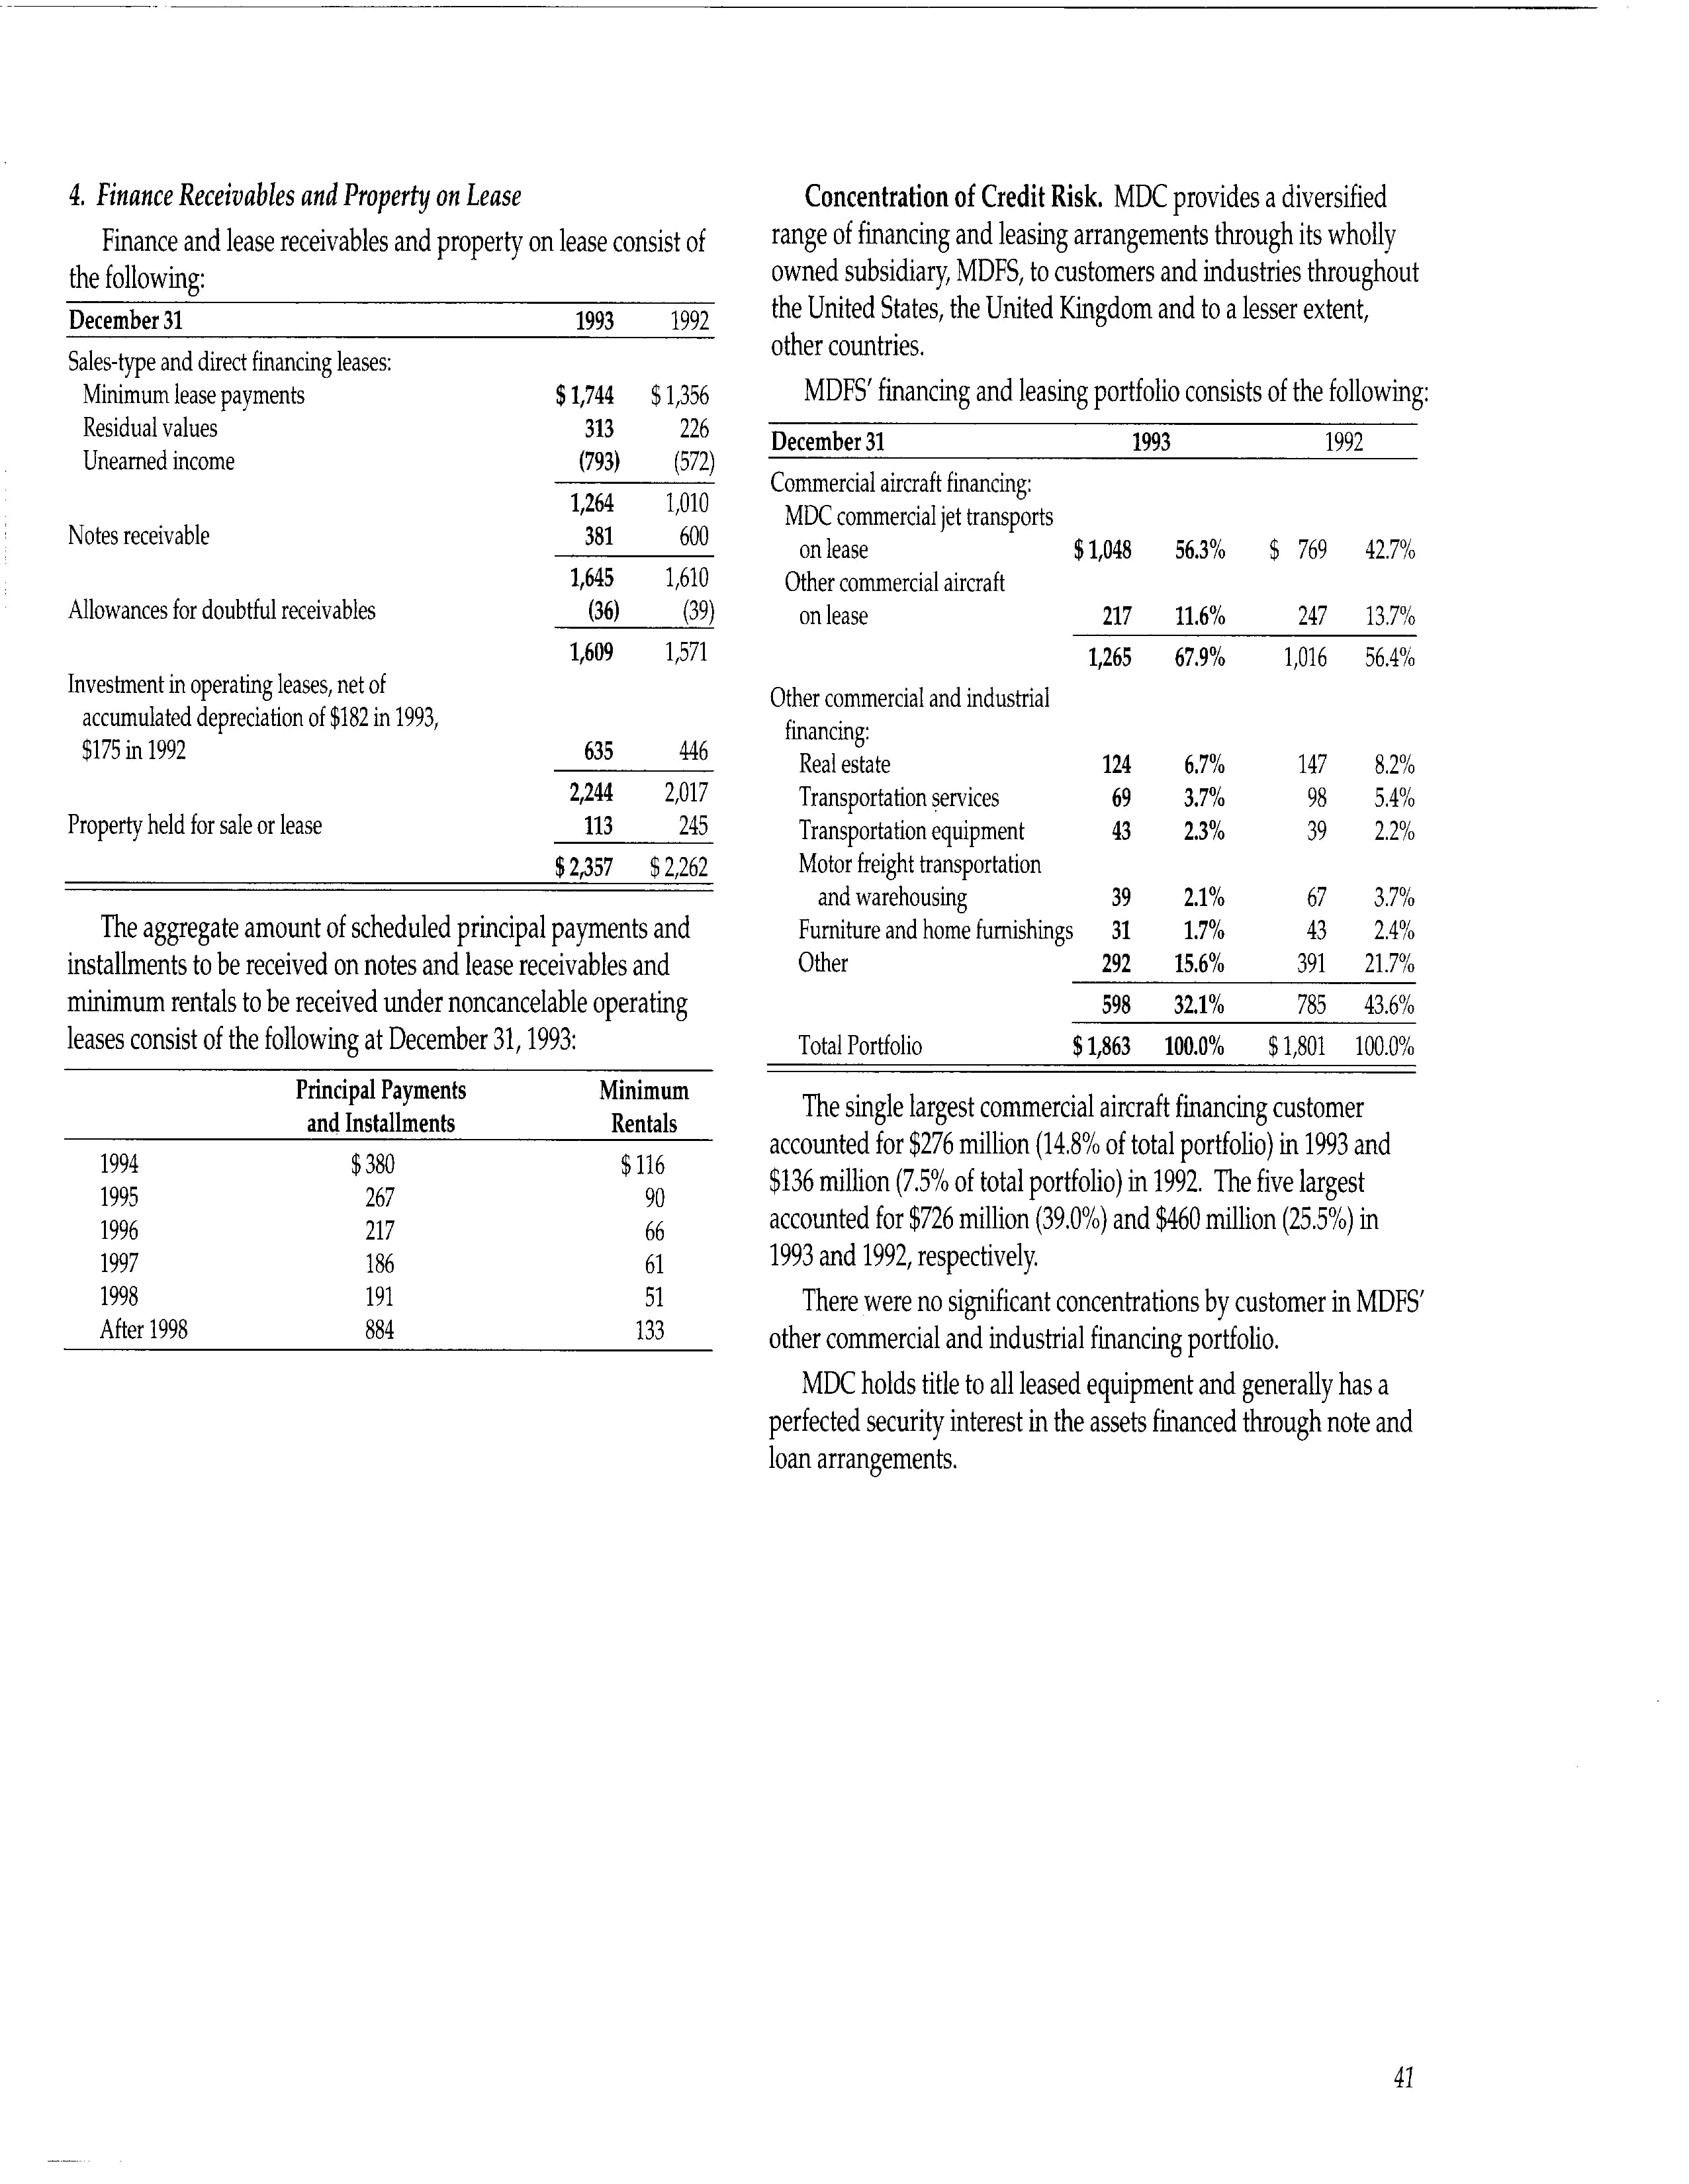 4. Finance Receivables and Property on Lease
Finance and lease receivables and property on lease consist of
the following:
December 31 1993 1992
Sales-type and direct financing leases:
Minimum lease payments $ 1,744 $ 1,356
Residual values 313 226
Unearned income (793) (572)
1,264 1,010
Notes receivable 381 600
1,645 1,610
Allowances for doubtful receivables (36) (39)
1,609 1,571
Investment in operating leases, net of
accumulated depreciation of $182 in 1993,
$175 in 1992 635 446
2,244 2,017
Property held for sale or lease 113 245
$ 2,357 $ 2,262
The aggregate amount of scheduled principal payments and
installments to be received on notes and lease receivables and
minimum rentals to be received under noncancelable operating
leases consist of the following at December 31, 1993:
Principal Payments Minimum
and Installments Rentals
1994 $ 380 $ 116
1995 267 90
1996 217 66
1997 186 61
1998 191 51
After 1998 884 133
Concentration of Credit Risk. MDC provides a diversified
range of financing and leasing arrangements through its wholly
owned subsidiary, MDFS, to customers and industries throughout
the United States, the United Kingdom and to a lesser extent,
other countries.
MDFS' financing and leasing portfolio consists of the following:
December 31 1993 1992
Commercial aircraft financing:
MDC commercial jet transports
on lease $ 1,048 56.3% $ 769 42.7%
Other commercial aircraft
on lease 217 11.6% 247 13.7%
1,265 67.9% 1,016 56.4%
Other commercial and industrial
financing:
Real estate 124 6.7% 147 8.2%
Transportation services 69 3.7% 98 5.4%
Transportation equipment 43 2.3% 39 2.2%
Motor freight transportation
and warehousing 39 2.1% 67 3.7%
Furniture and home furnishings 31 1.7% 43 2.4%
Other 292 15.6% 391 21.7%
598 32.1% 785 43.6%
Total Portfolio $ 1,863 100.0% $ 1,801 100.0%
The single largest commercial aircraft financing customer
accounted for $276 million (14.8% of total portfolio) in 1993 and
$136 million (7.5% of total portfolio) in 1992. The five largest
accounted for $726 million (39.0%) and $460 million (25.5%) in
1993 and 1992, respectively.
There were no significant concentrations by customer in MDFS'
other commercial and industrial financing portfolio.
MDC holds title to all leased equipment and generally has a
perfected security interest in the assets financed through note and
loan arrangements.
41